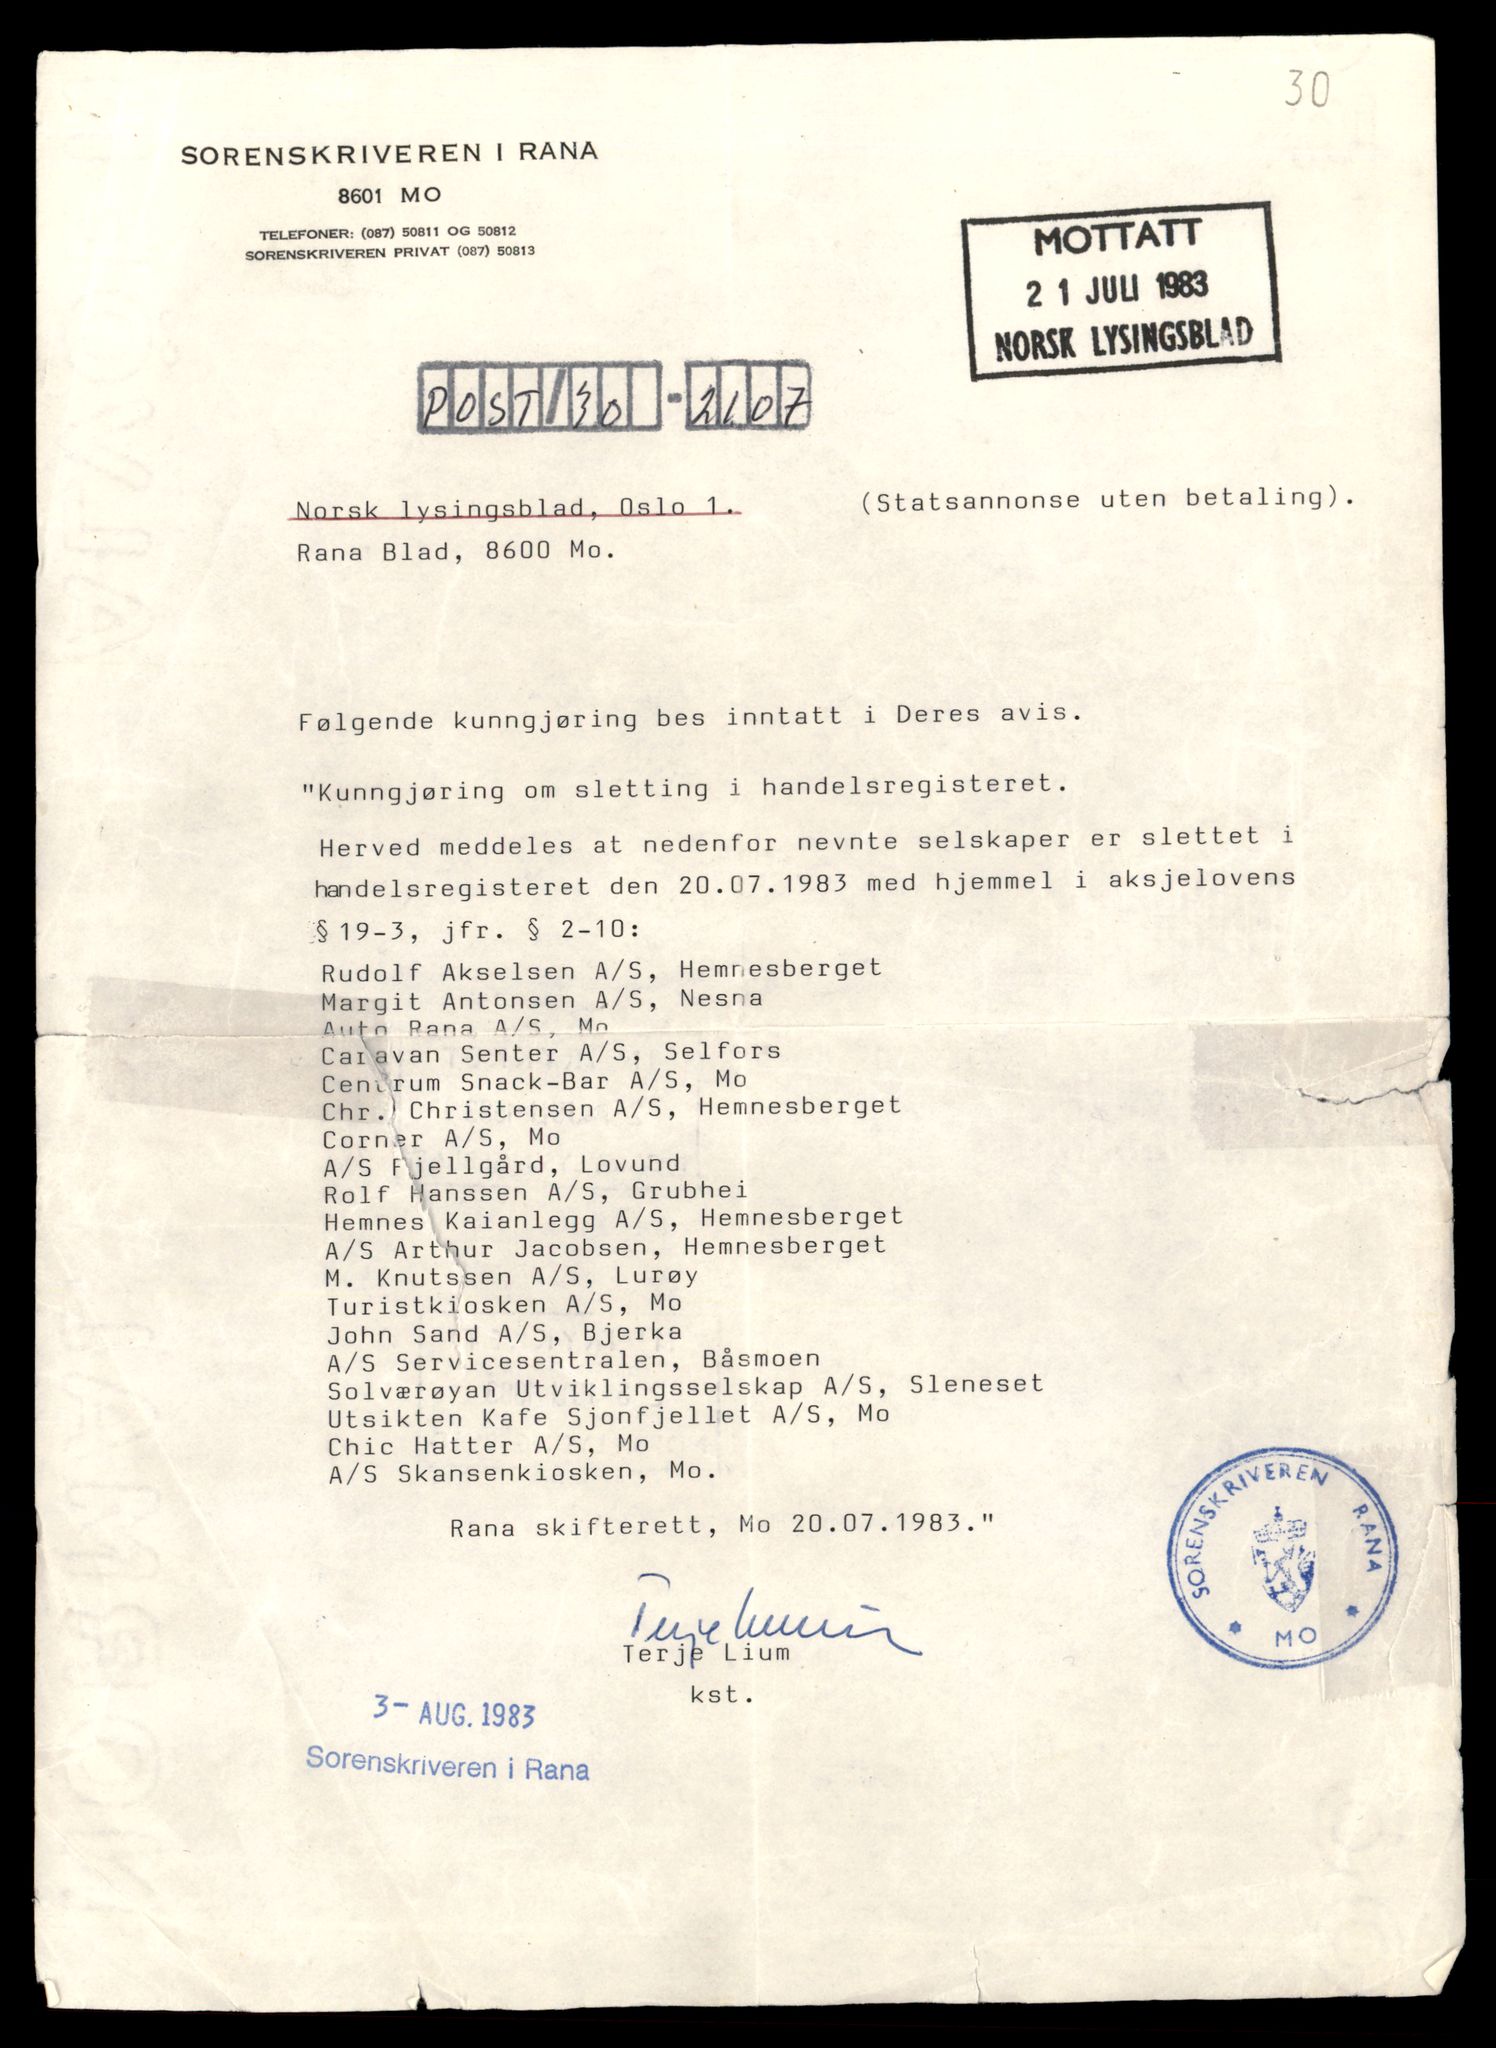 30
SORENSKRIVEREN I RANA
8601 MO
TELEFONER: (087) 50811 OG 50812
SORENSKRIVEREN PRIVAT (087) 50813
MOTTATT
21 JULI 1983
NORSK LYSINGSBLAD
POST/30 - 2107
Norsk lysingsblad, Oslo 1. (Statsannonse uten betaling).
Rana Blad, 8600 Mo.
Følgende kunngjøring bes inntatt i Deres avis.
"Kunngjøring om sletting i handelsregisteret.
Herved meddeles at nedenfor nevnte selskaper er slettet i
handelsregisteret den 20.07.1983 med hjemmel i aksjelovens
§ 19-3, jfr. § 2-10:
Rudolf Akselsen A/S, Hemnesberget
Margit Antonsen A/S, Nesna
Auto Rana A/S, Mo
Caravan Senter A/S, Selfors
Centrum Snack-Bar A/S, Mo
Chr. Christensen A/S, Hemnesberget
Corner A/S, Mo
A/S Fjellgård, Lovund
Rolf Hanssen A/S, Grubhei
Hemnes Kaianlegg A/S, Hemnesberget
A/S Arthur Jacobsen, Hemnesberget
M. Knutssen A/S, Lurøy
Turistkiosken A/S, Mo
John Sand A/S, Bjerka
A/S Servicesentralen, Båsmoen
Solværøyan Utviklingsselskap A/S, Sleneset
Utsikten Kafe Sjonfjellet A/S, Mo
Chic Hatter A/S, Mo
A/S Skansenkiosken, Mo.
Rana skifterett, Mo 20.07.1983."
SORENSKRIVEREN RANA
MO
Terje Lium
Terje Lium
kst.
3- AUG. 1983
Sorenskriveren i Rana